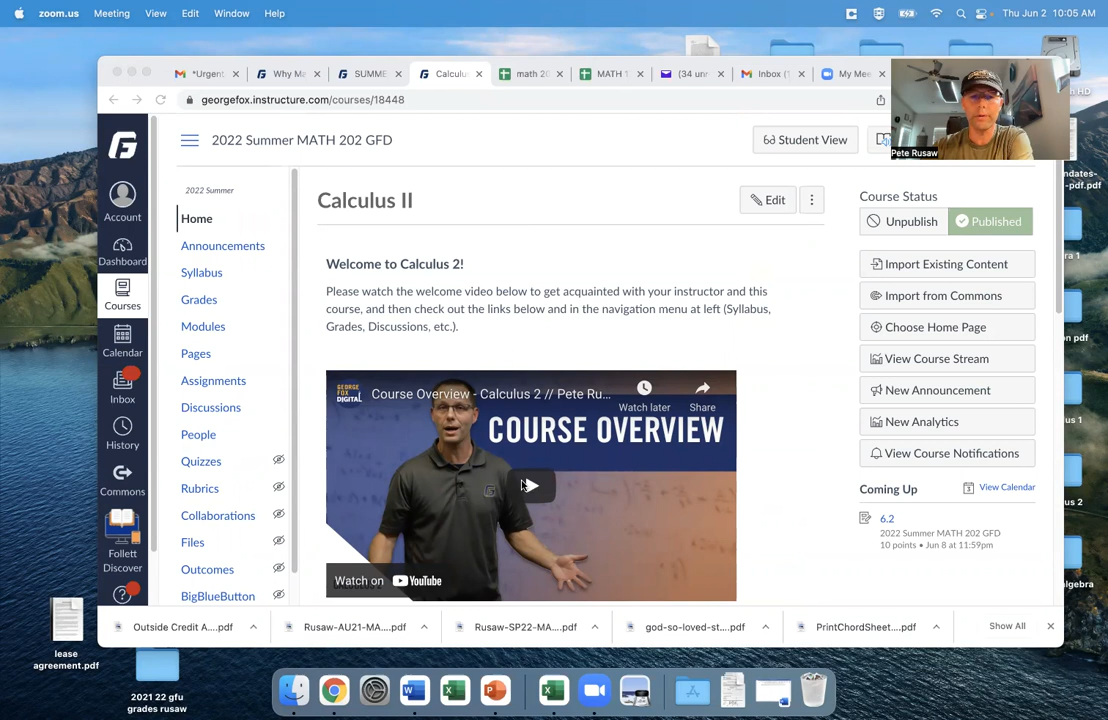 zoom.us Meeting View Edit Window Help
Thu Jun 2 10:05 AM
*Urgent
Why Ma
SUMME
Calculu
math 20
MATH 1
(34 unr
Inbox (1
My Mee
georgefox.instructure.com/courses/18448
Pete Rusaw
2022 Summer MATH 202 GFD
Student View
Account
Dashboard
Courses
Calendar
Inbox
History
Commons
Follett
Discover
2022 Summer
Home
Announcements
Syllabus
Grades
Modules
Pages
Assignments
Discussions
People
Quizzes
Rubrics
Collaborations
Files
Outcomes
BigBlueButton
Calculus II
Edit
Welcome to Calculus 2!
Please watch the welcome video below to get acquainted with your instructor and this
course, and then check out the links below and in the navigation menu at left (Syllabus,
Grades, Discussions, etc.).
GEORGE
FOX
DIGITAL
Course Overview - Calculus 2 // Pete Ru...
Watch later
Share
COURSE OVERVIEW
Watch on YouTube
Course Status
Unpublish
Published
Import Existing Content
Import from Commons
Choose Home Page
View Course Stream
New Announcement
New Analytics
View Course Notifications
Coming Up
View Calendar
6.2
2022 Summer MATH 202 GFD
10 points • Jun 8 at 11:59pm
Outside Credit A....pdf
Rusaw-AU21-MA....pdf
Rusaw-SP22-MA....pdf
god-so-loved-st....pdf
PrintChordSheet....pdf
Show All
lease
agreement.pdf
2021 22 gfu
grades rusaw